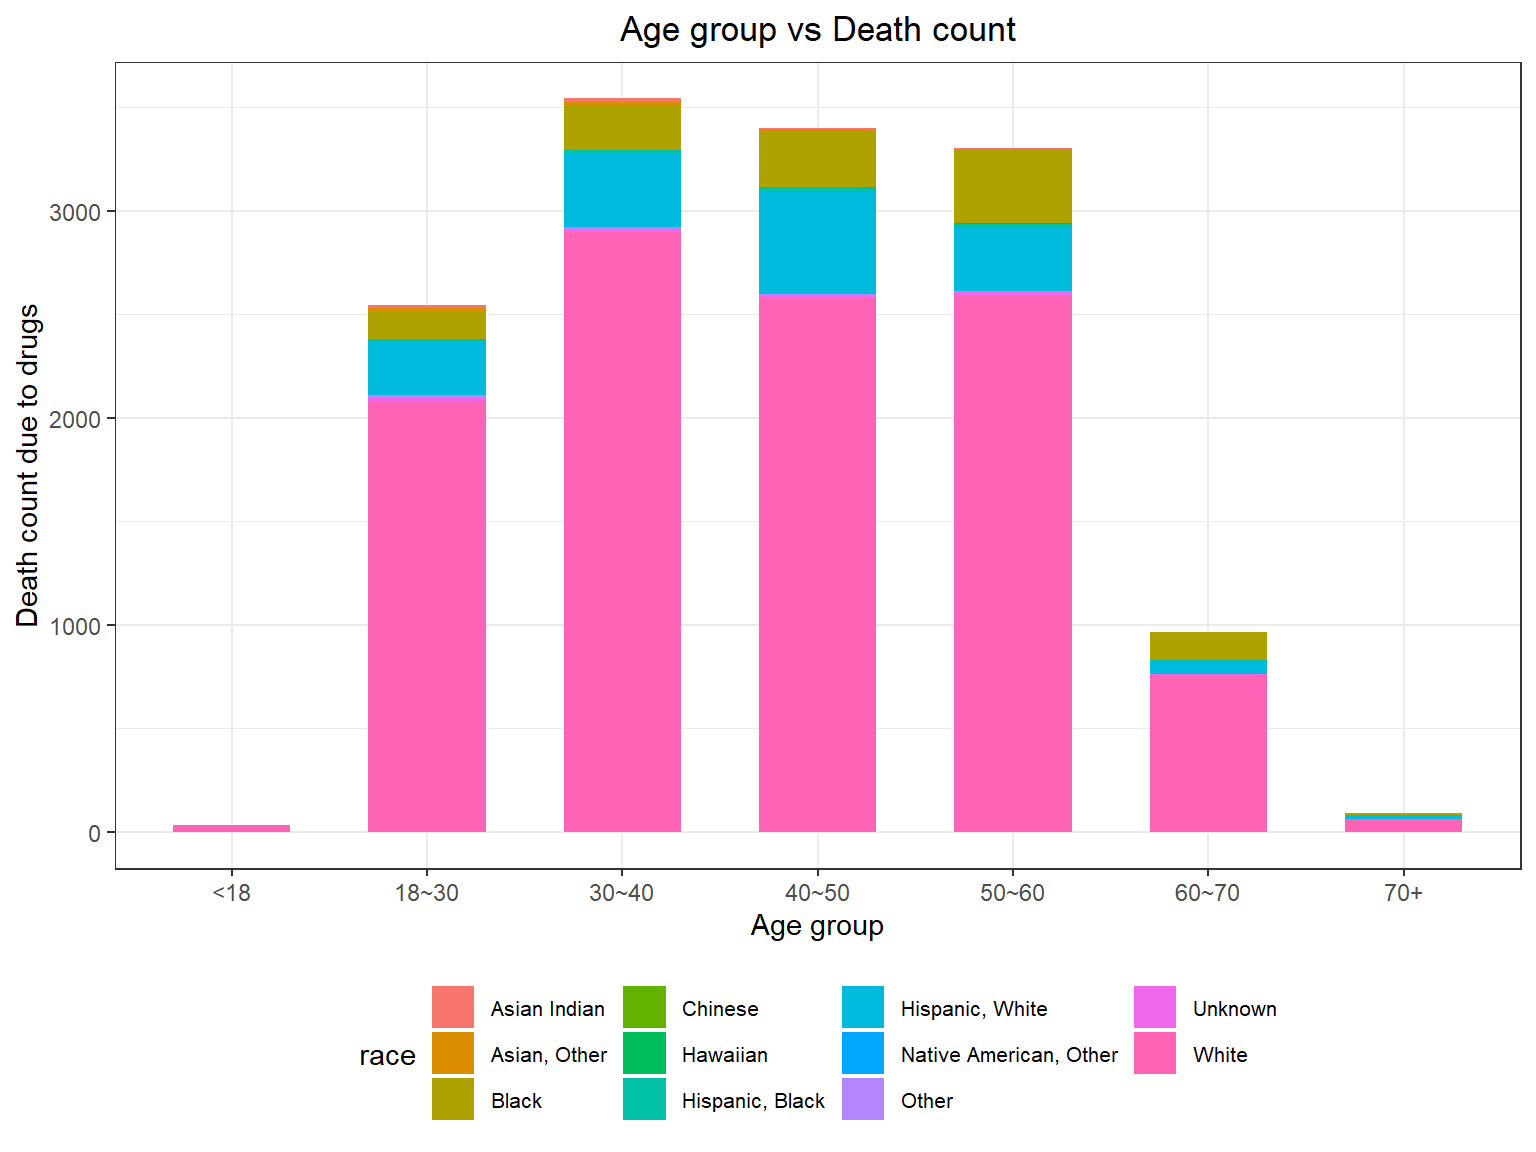 Age group vs Death count
Death count due to drugs
3000
2000
1000
0
<18 18~30 30~40 40~50 50~60 60~70 70+
Age group
race
Asian Indian Chinese Hispanic, White Unknown
Asian, Other Hawaiian Native American, Other White
Black Hispanic, Black Other